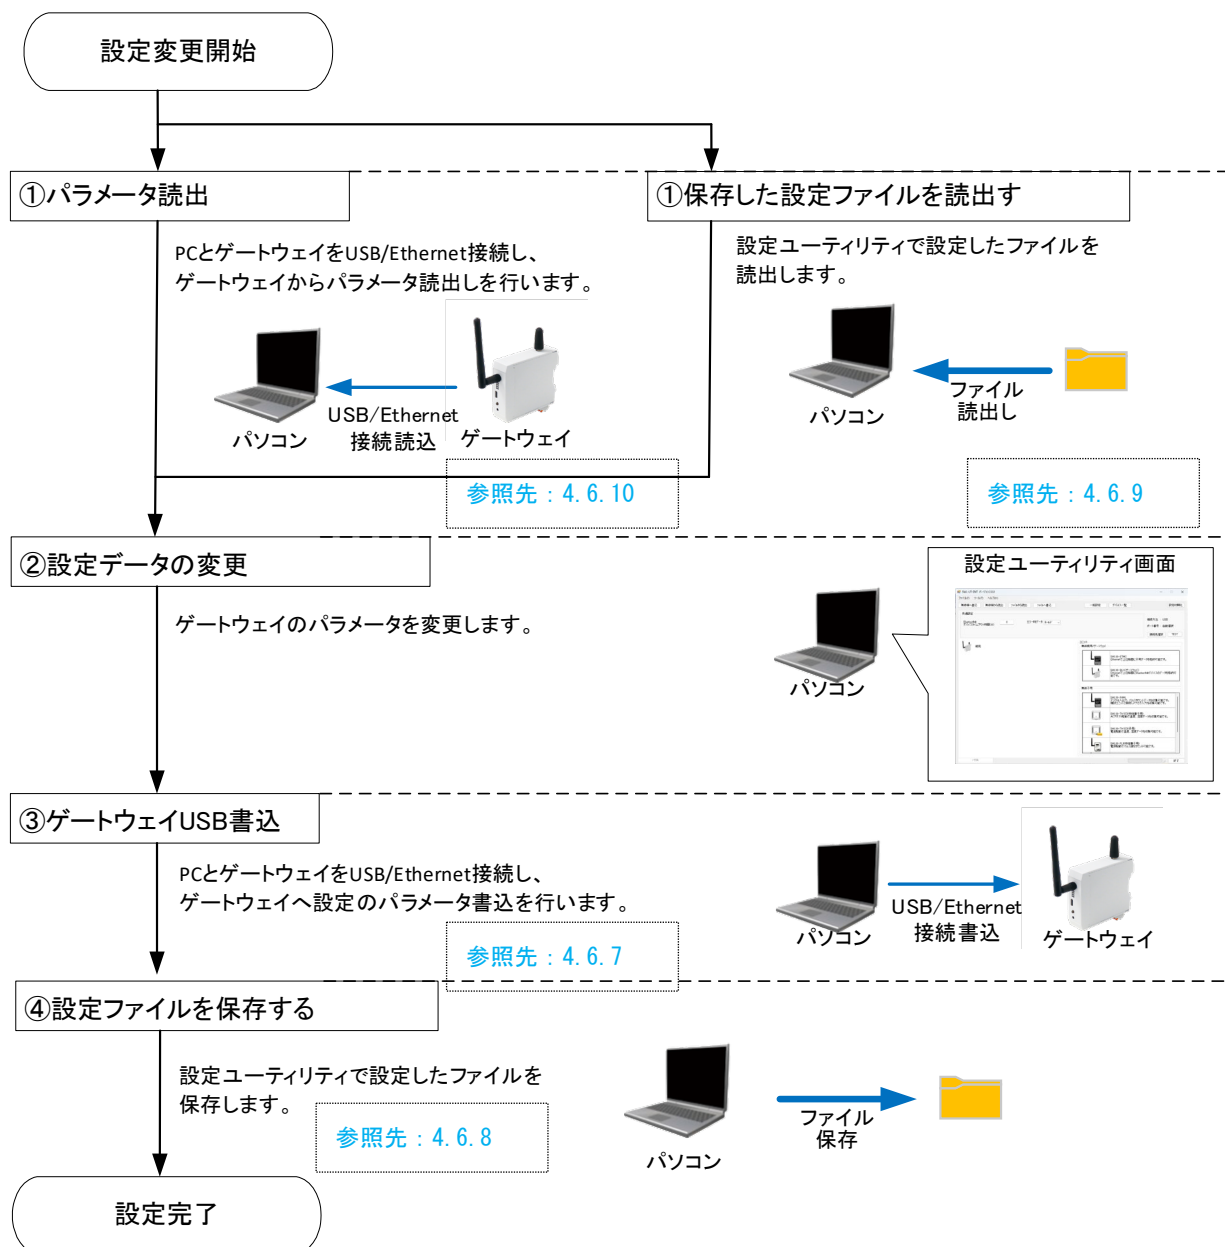 設定変更開始
①パラメータ読出
PCとゲートウェイをUSB/Ethernet接続し、
ゲートウェイからパラメータ読出しを行います。
USB/Ethernet
接続読込
パソコン
ゲートウェイ
参照先：4.6.10
①保存した設定ファイルを読出す
設定ユーティリティで設定したファイルを
読出します。
ファイル
読出し
パソコン
参照先：4.6.9
②設定データの変更
ゲートウェイのパラメータを変更します。
パソコン
設定ユーティリティ画面
③ゲートウェイUSB書込
PCとゲートウェイをUSB/Ethernet接続し、
ゲートウェイへ設定のパラメータ書込を行います。
参照先：4.6.7
USB/Ethernet
接続書込
パソコン
ゲートウェイ
④設定ファイルを保存する
設定ユーティリティで設定したファイルを
保存します。
参照先：4.6.8
ファイル
保存
パソコン
設定完了